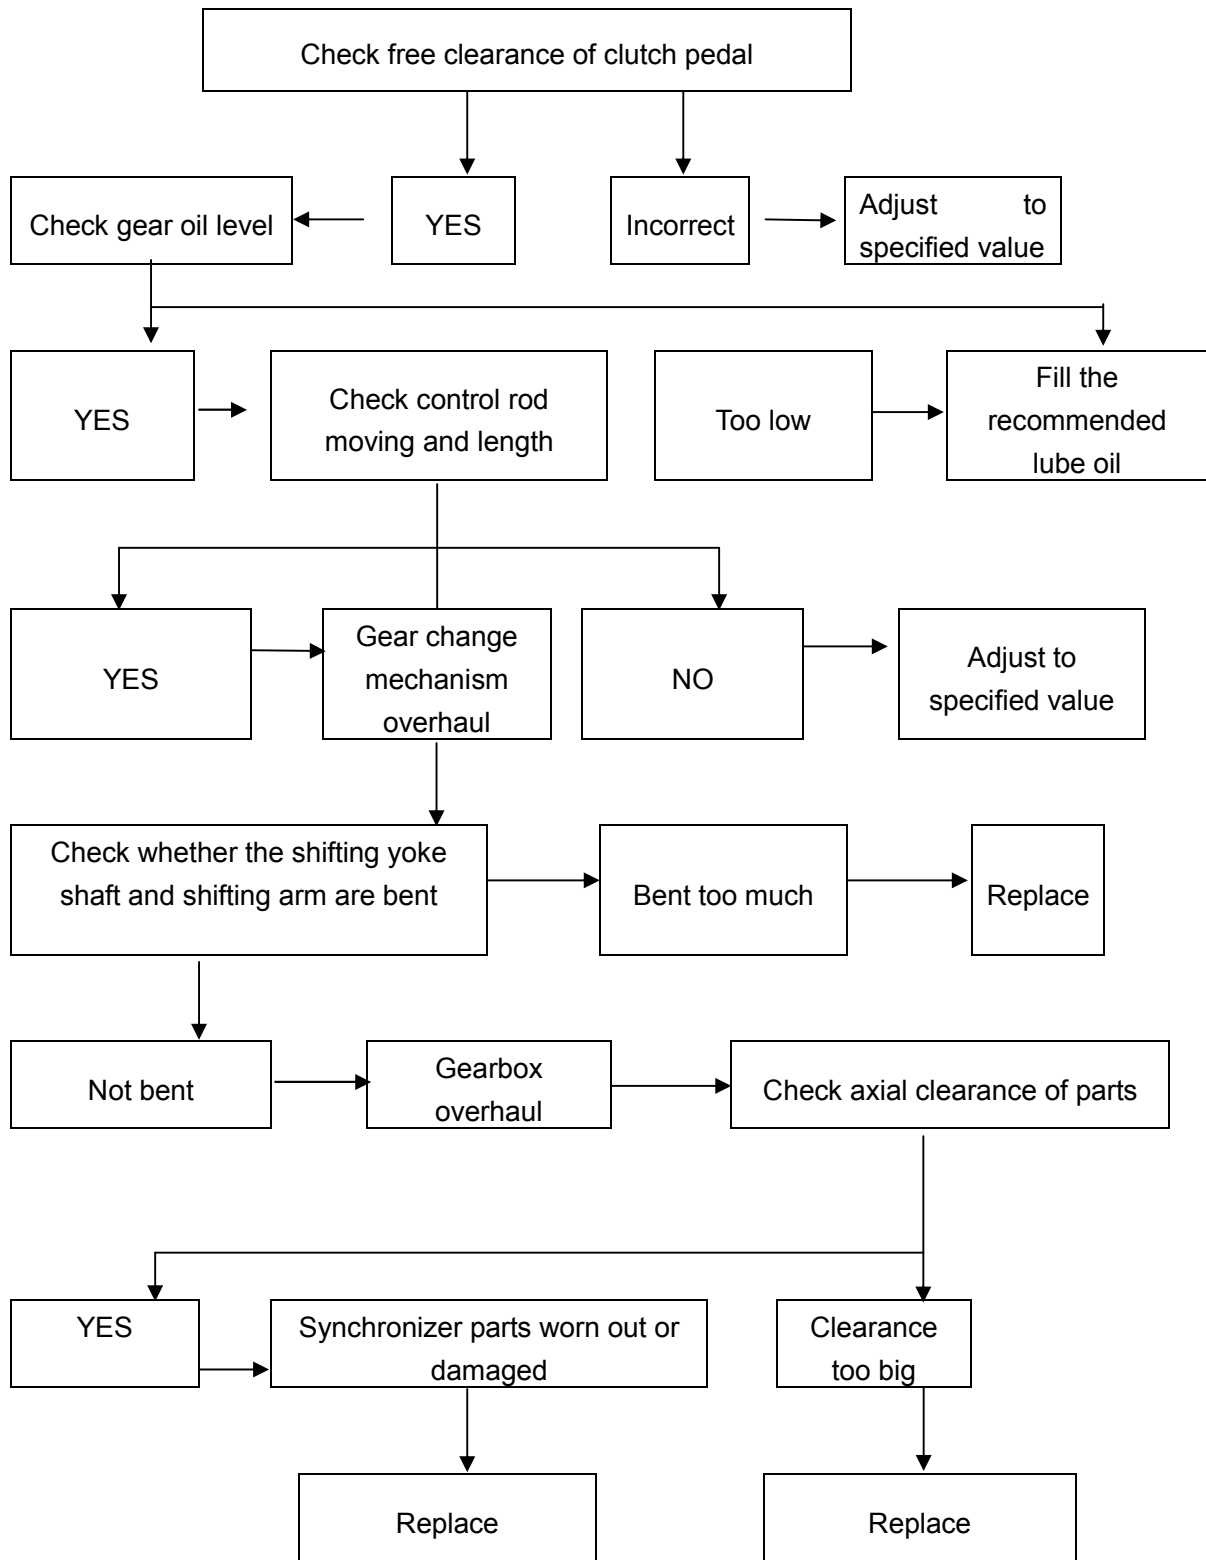 Check free clearance of clutch pedal
Check gear oil level
YES
Incorrect
Adjust to
specified value
YES
Check control rod
moving and length
Too low
Fill the
recommended
lube oil
YES
Gear change
mechanism
overhaul
NO
Adjust to
specified value
Check whether the shifting yoke
shaft and shifting arm are bent
Bent too much
Replace
Not bent
Gearbox
overhaul
Check axial clearance of parts
YES
Synchronizer parts worn out or
damaged
Clearance
too big
Replace
Replace